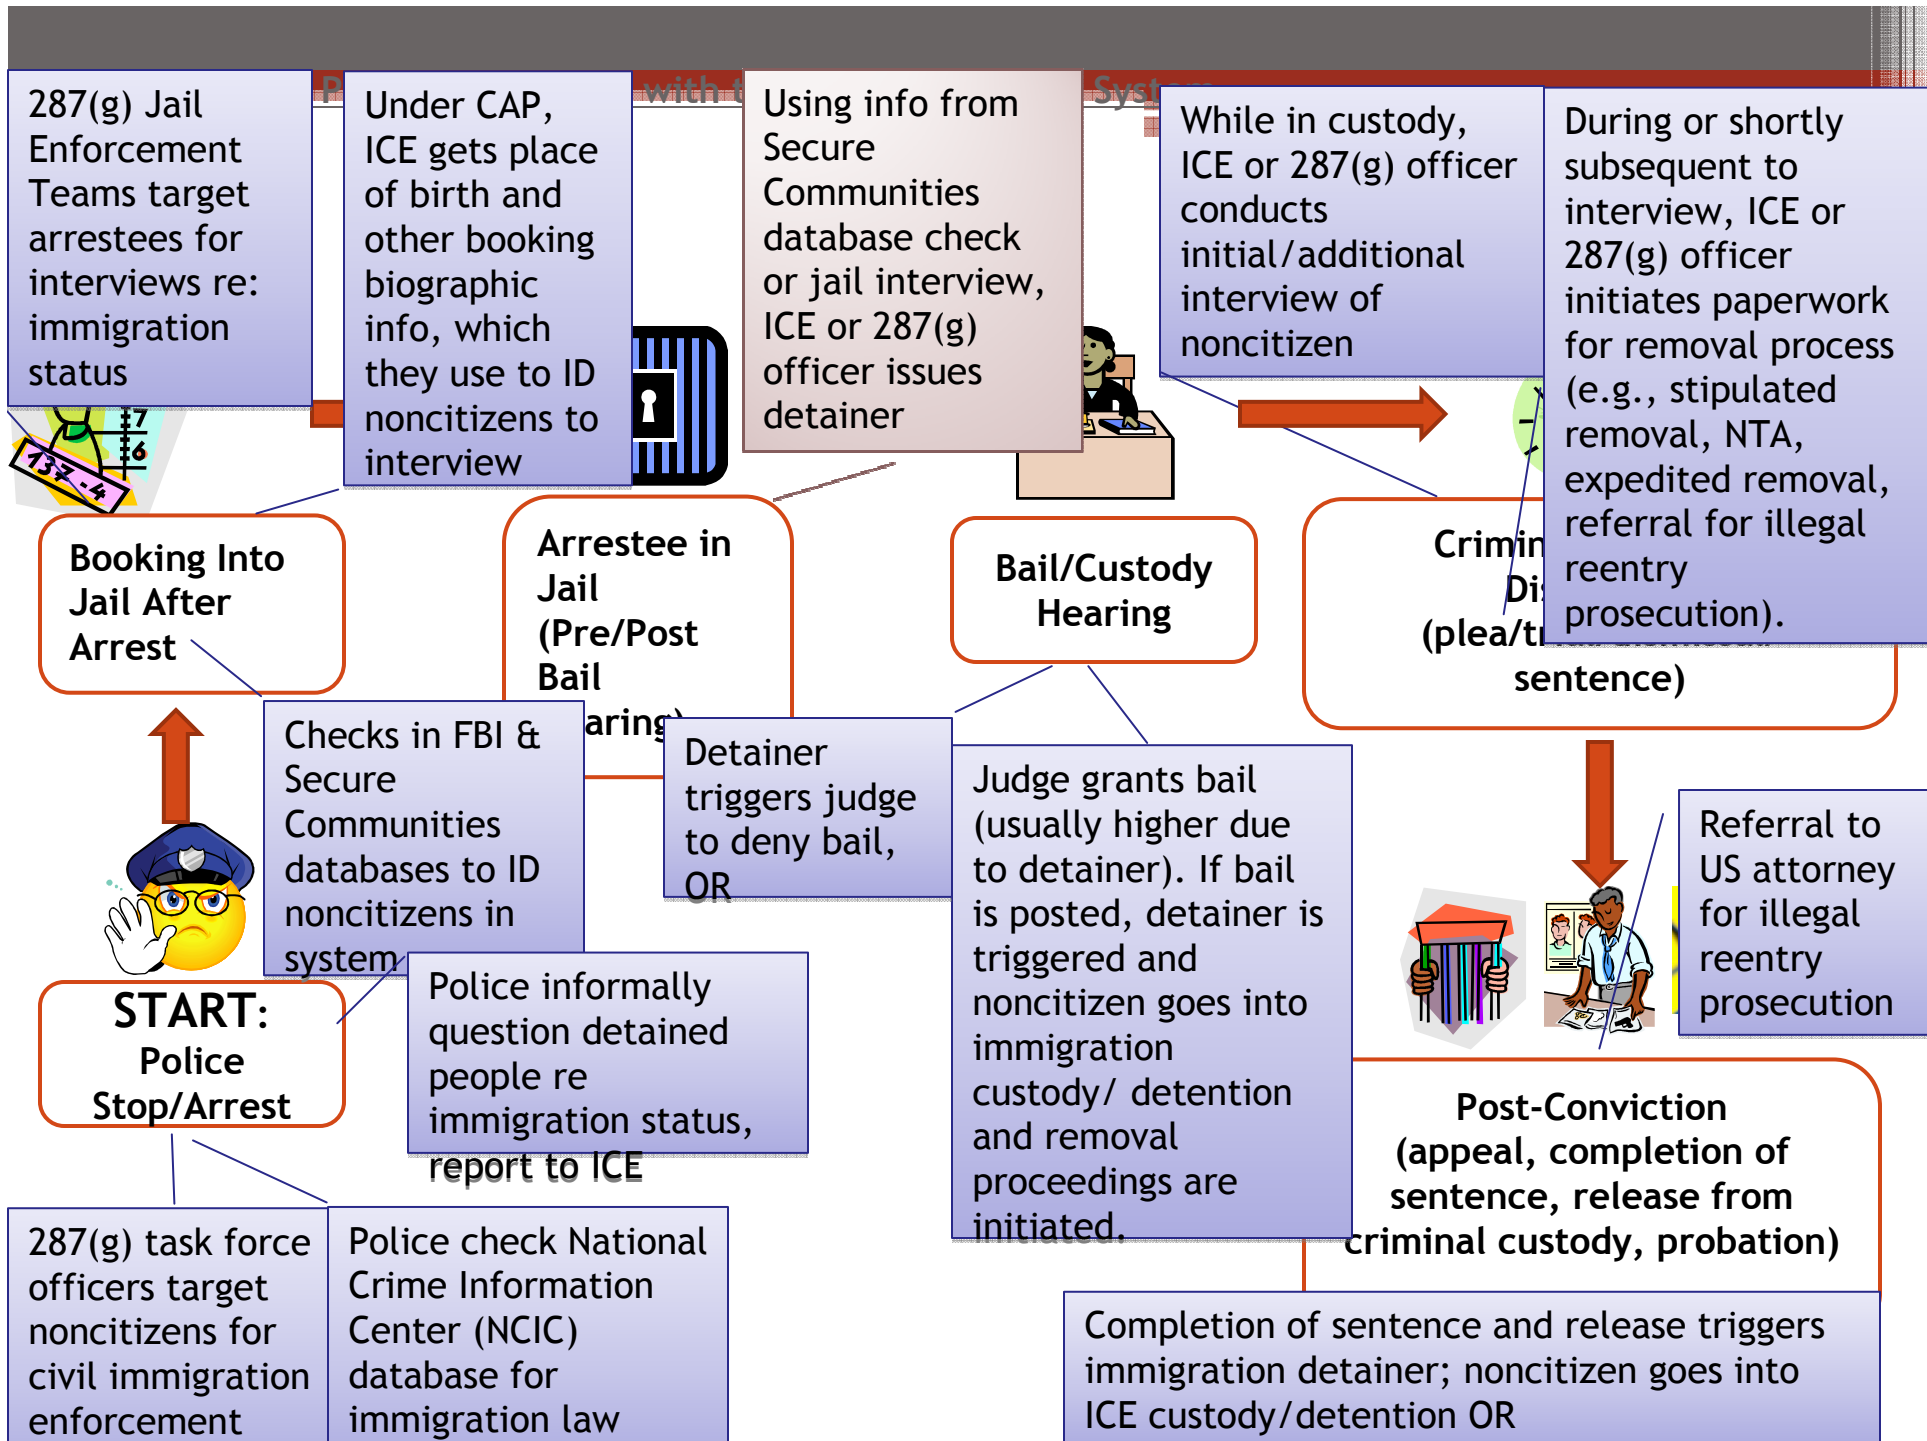 with
287(g) Jail
Enforcement
Teams target
arrestees for
interviews re:
immigration
status
Under CAP,
ICE gets place
of birth and
other booking
biographic
info, which
they use to ID
noncitizens to
interview
Using info from
Secure
Communities
database check
or jail interview,
ICE or 287(g)
officer issues
detainer
While in custody,
ICE or 287(g) officer
conducts
initial/additional
interview of
noncitizen
During or shortly
subsequent to
interview, ICE or
287(g) officer
initiates paperwork
for removal process
(e.g., stipulated
removal, NTA,
expedited removal,
referral for illegal
reentry
prosecution).
7
6
137-4
Booking Into
Jail After
Arrest
Arrestee in
Jail
(Pre/Post
Bail
aring)
Bail/Custody
Hearing
Crimin
Dis
(plea/t
sentence)
Checks in FBI &
Secure
Communities
databases to ID
noncitizens in
system
Detainer
triggers judge
to deny bail,
OR
Judge grants bail
(usually higher due
to detainer). If bail
is posted, detainer is
triggered and
noncitizen goes into
immigration
custody/ detention
and removal
proceedings are
initiated.
Referral to
US attorney
for illegal
reentry
prosecution
START:
Police
Stop/Arrest
Police informally
question detained
people re
immigration status,
report to ICE
Post-Conviction
(appeal, completion of
sentence, release from
criminal custody, probation)
287(g) task force
officers target
noncitizens for
civil immigration
enforcement
Police check National
Crime Information
Center (NCIC)
database for
immigration law
Completion of sentence and release triggers
immigration detainer; noncitizen goes into
ICE custody/detention OR